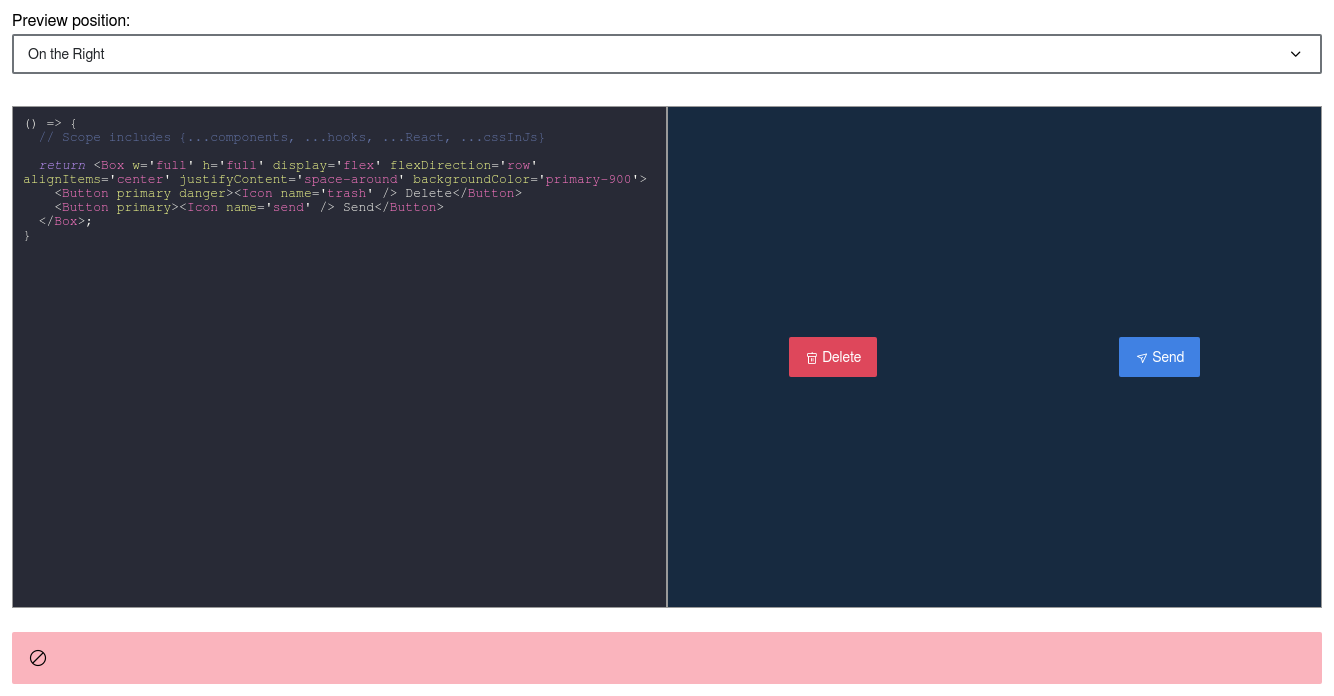 Preview position:
On the Right
() => {
  // Scope includes {...components, ...hooks, ...React, ...cssInJs}
  return <Box w='full' h='full' display='flex' flexDirection='row'
alignItems='center' justifyContent='space-around' backgroundColor='primary-900'>
    <Button primary danger><Icon name='trash' /> Delete</Button>
    <Button primary><Icon name='send' /> Send</Button>
  </Box>;
}
Delete
Send